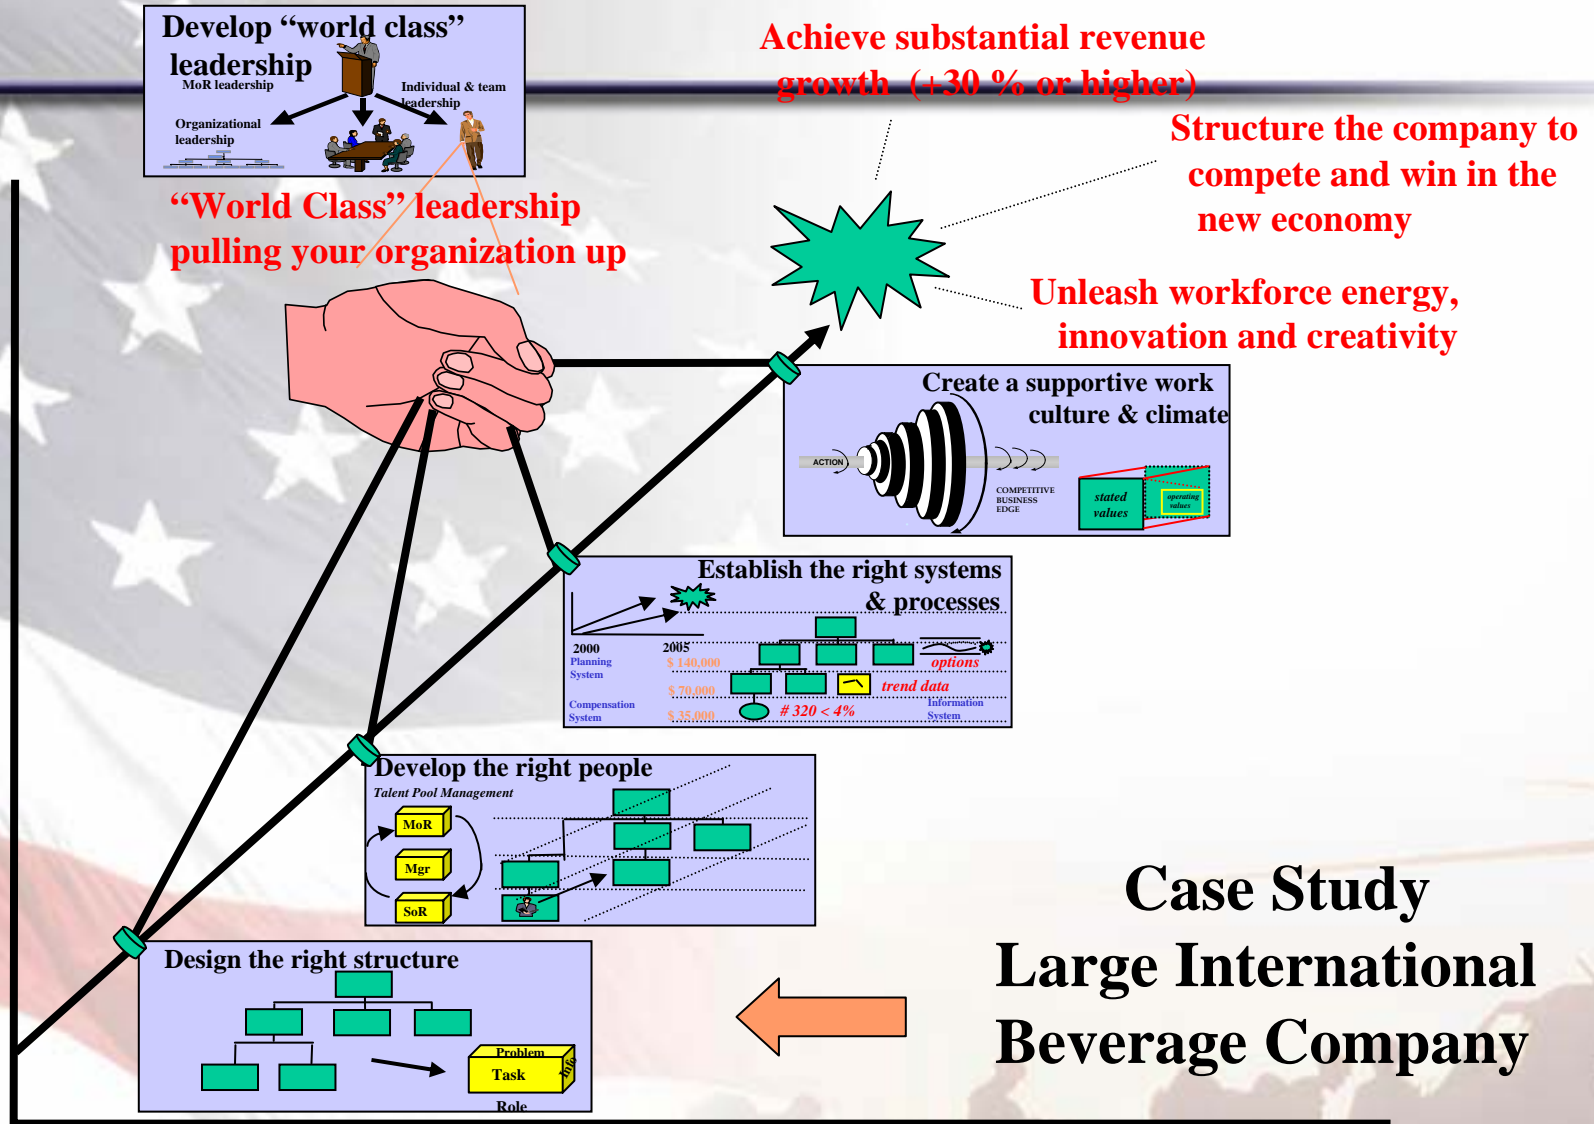 Develop “world class”
leadership
MoR leadership
Individual & team
leadership
Organizational
leadership
“World Class” leadership
pulling your organization up
Achieve substantial revenue
growth (+30 % or higher)
Structure the company to
compete and win in the
new economy
Unleash workforce energy,
innovation and creativity
Create a supportive work
culture & climate
ACTION
COMPETITIVE
BUSINESS
EDGE
stated
values
operating
values
Establish the right systems
& processes
2000
2005
Planning
System
$ 140,000
options
$ 70,000
trend data
Compensation
System
$ 35,000
# 320 < 4%
Information
System
Develop the right people
Talent Pool Management
MoR
Mgr
SoR
Design the right structure
Problem
Task
Info
Role
Case Study
Large International
Beverage Company